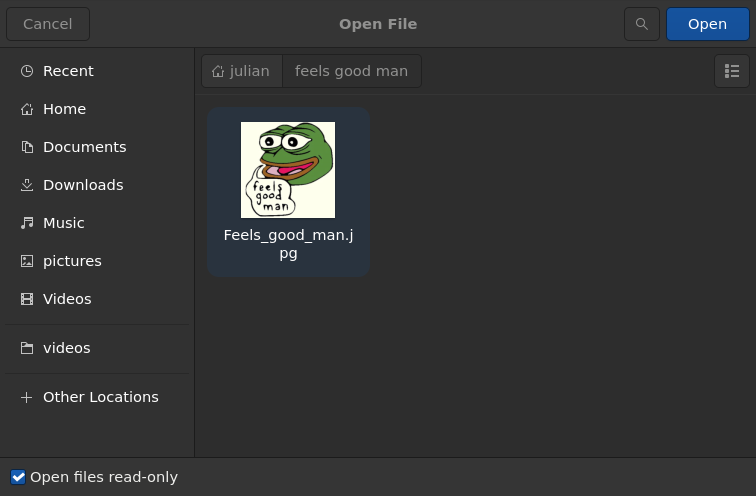 Cancel
Open File
Open
Recent
Home
Documents
Downloads
Music
pictures
Videos
videos
Other Locations
julian
feels good man
feels
good
man
Feels_good_man.j
pg
Open files read-only